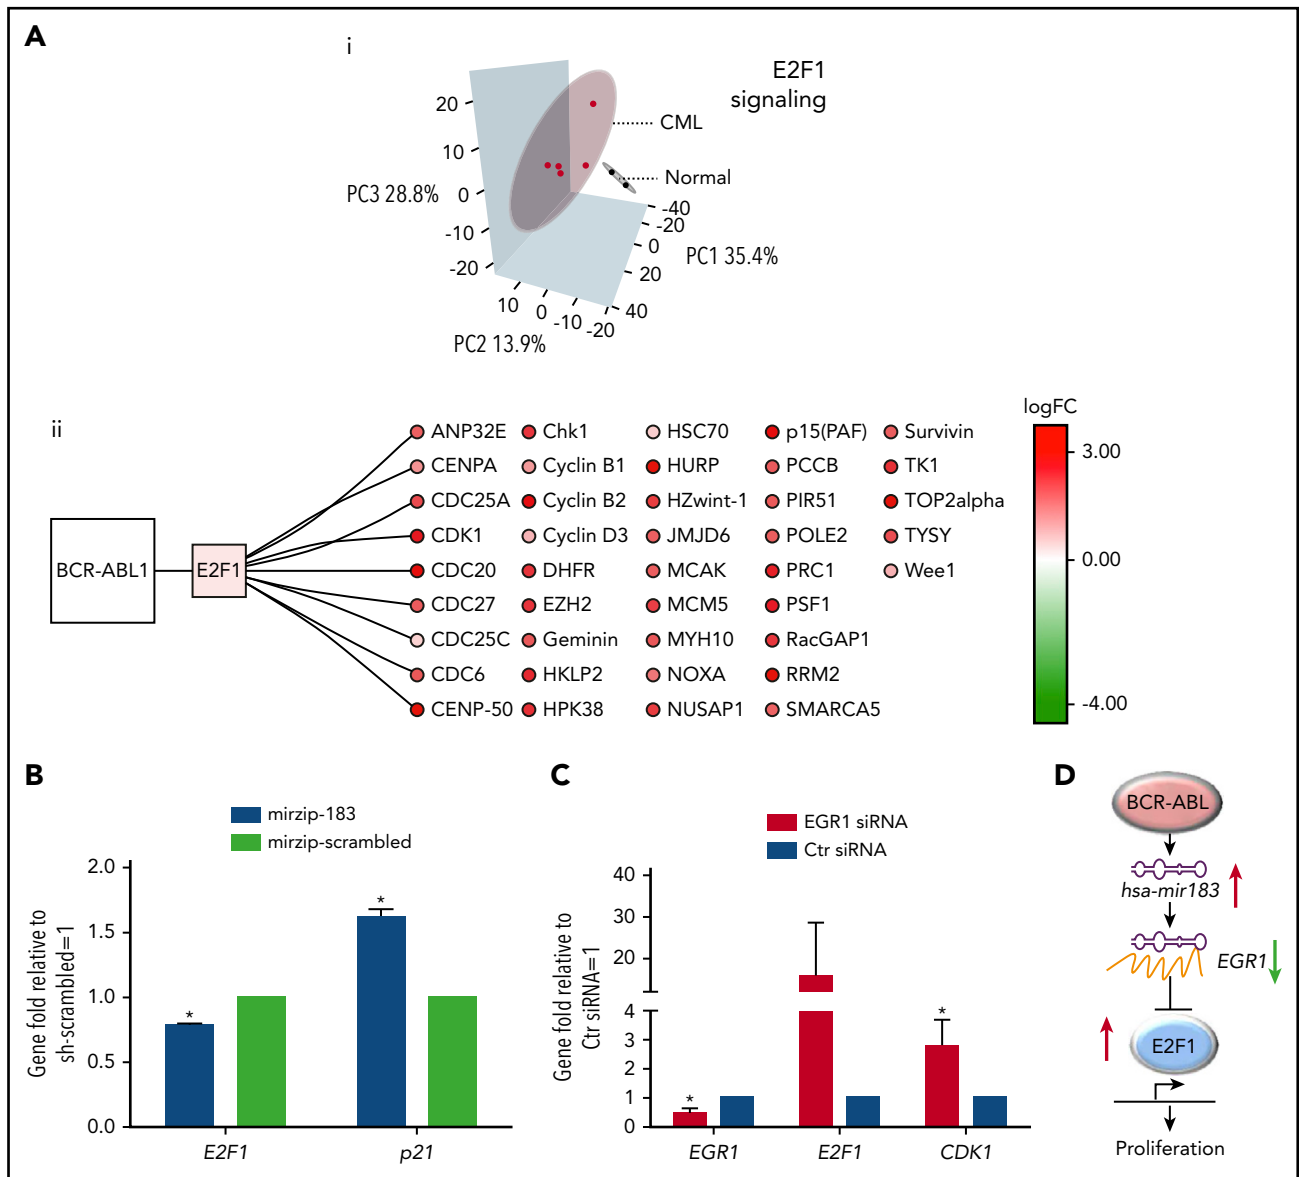 A
i
E2F1
signaling
CML
Normal
20
10
0
-10
-20
PC3 28.8%
-40
-20
0
20
40
PC1 35.4%
10
0
-10
-20
PC2 13.9%
ii
BCR-ABL1
E2F1
ANP32E
CENPA
CDC25A
CDK1
CDC20
CDC27
CDC25C
CDC6
CENP-50
Chk1
Cyclin B1
Cyclin B2
Cyclin D3
DHFR
EZH2
Geminin
HKLP2
HPK38
HSC70
HURP
HZwint-1
JMJD6
MCAK
MCM5
MYH10
NOXA
NUSAP1
p15(PAF)
PCCB
PIR51
POLE2
PRC1
PSF1
RacGAP1
RRM2
SMARCA5
Survivin
TK1
TOP2alpha
TYSY
Wee1
logFC
3.00
0.00
-4.00
B
mirzip-183
mirzip-scrambled
Gene fold relative to
sh-scrambled=1
2.0
1.5
1.0
0.5
0.0
*
*
E2F1
p21
C
EGR1 siRNA
Ctr siRNA
Gene fold relative to
Ctr siRNA=1
40
30
20
4
3
2
1
0
*
*
EGR1
E2F1
CDK1
D
BCR-ABL
hsa-mir183
EGR1
E2F1
Proliferation